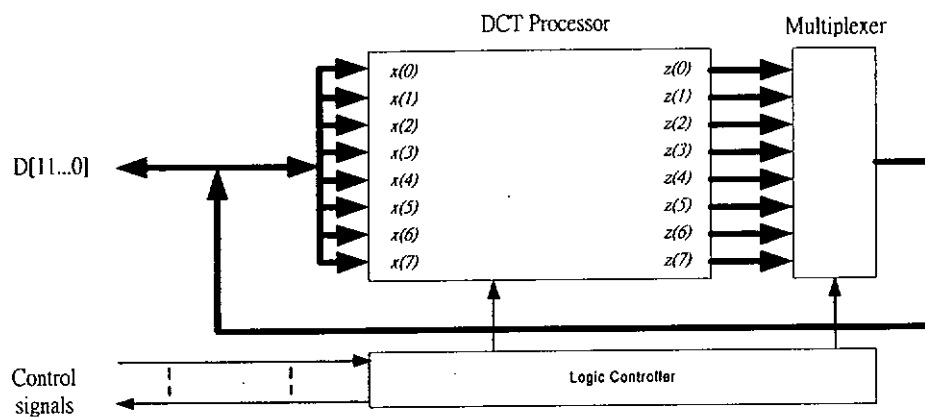 DCT Processor
Multiplexer
x(0)
z(0)
x(1)
z(1)
x(2)
z(2)
x(3)
z(3)
D[11...0]
x(4)
z(4)
x(5)
z(5)
x(6)
z(6)
x(7)
z(7)
Control
signals
Logic Controller